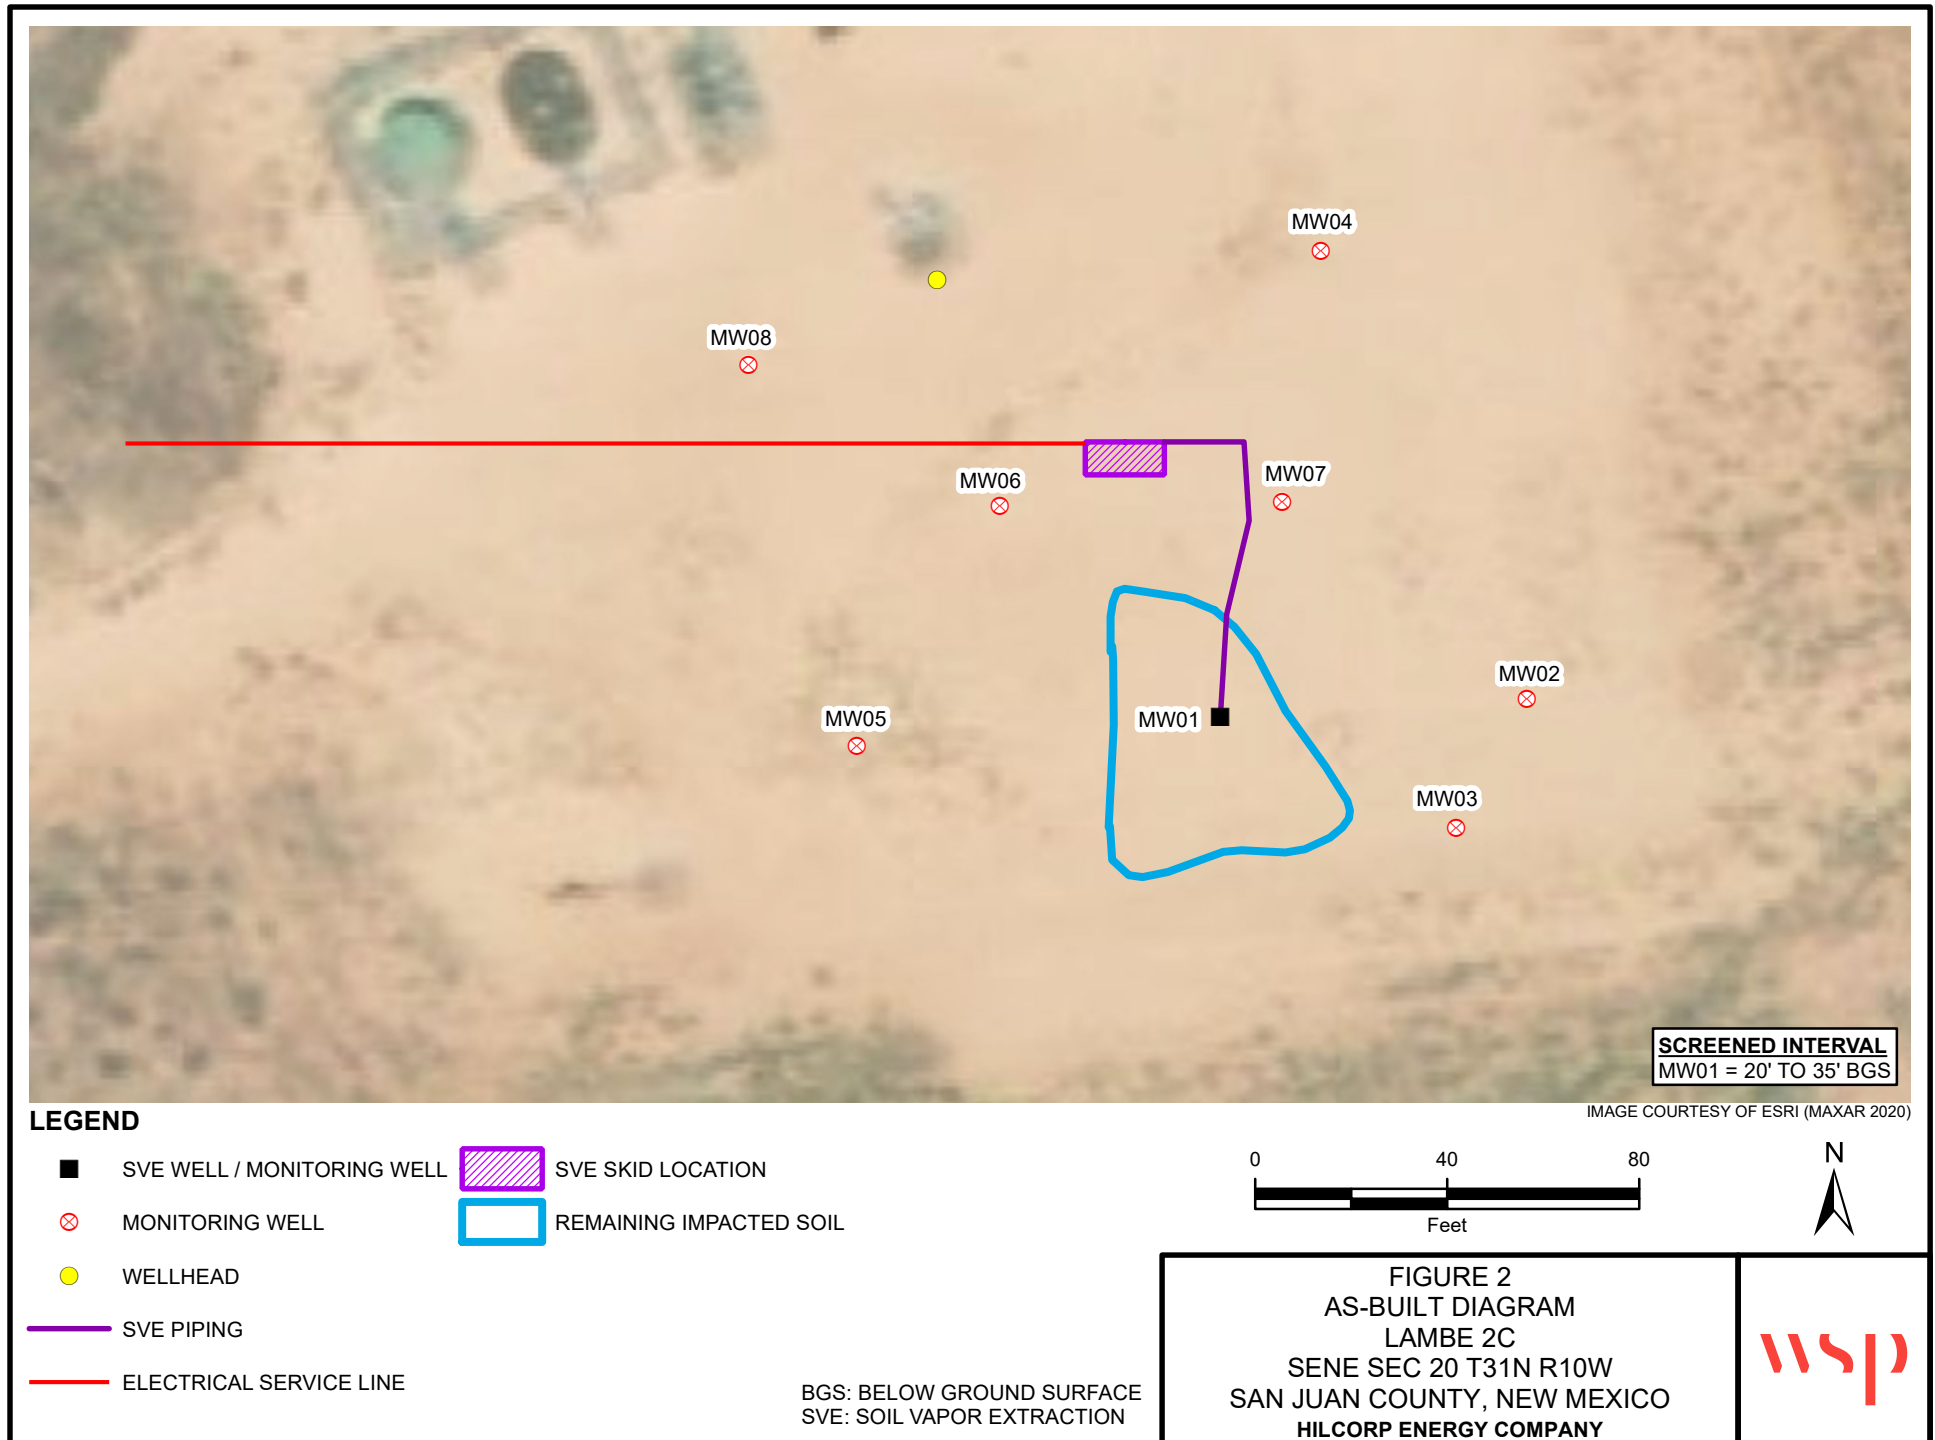 MW04
MW08
MW06
MW07
MW02
MW05
MW01
MW03
SCREENED INTERVAL
MW01 = 20' TO 35' BGS
IMAGE COURTESY OF ESRI (MAXAR 2020)
LEGEND
SVE WELL / MONITORING WELL
MONITORING WELL
WELLHEAD
SVE PIPING
ELECTRICAL SERVICE LINE
SVE SKID LOCATION
REMAINING IMPACTED SOIL
BGS: BELOW GROUND SURFACE
SVE: SOIL VAPOR EXTRACTION
0 40 80
Feet
N
FIGURE 2
AS-BUILT DIAGRAM
LAMBE 2C
SENE SEC 20 T31N R10W
SAN JUAN COUNTY, NEW MEXICO
HILCORP ENERGY COMPANY
wsp